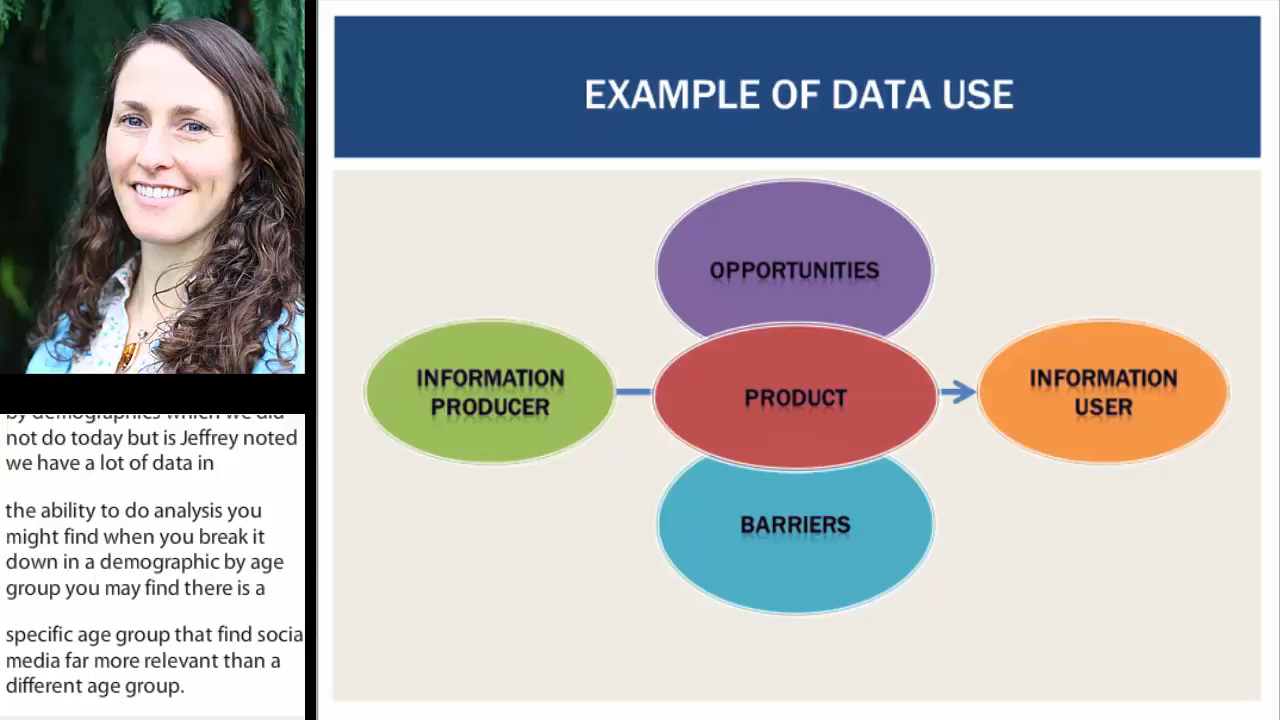 EXAMPLE OF DATA USE
OPPORTUNITIES
INFORMATION
PRODUCER
PRODUCT
INFORMATION
USER
BARRIERS
by demographics which we did
not do today but is Jeffrey noted
we have a lot of data in
the ability to do analysis you
might find when you break it
down in a demographic by age
group you may find there is a
specific age group that find socia
media far more relevant than a
different age group.